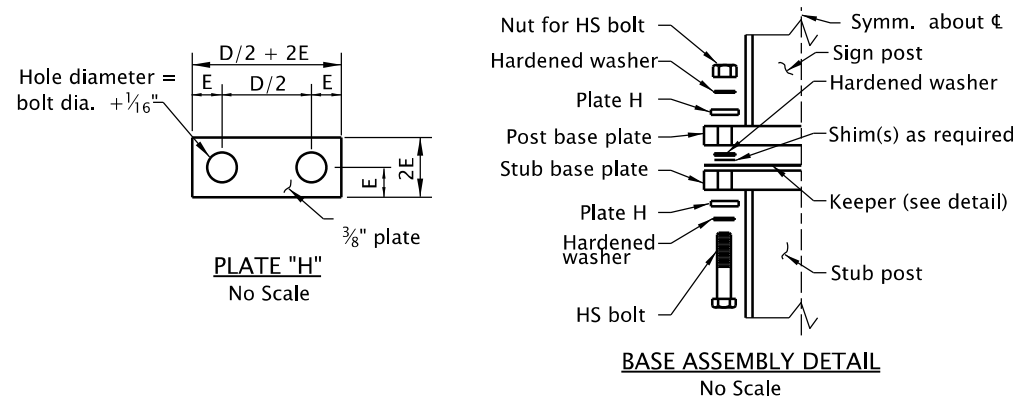 D/2 + 2E
E
D/2
E
Hole diameter =
bolt dia. +1/16"
E
2E
3/8" plate
PLATE "H"
No Scale
Symm. about ℄
Nut for HS bolt
Sign post
Hardened washer
Hardened washer
Plate H
Post base plate
Shim(s) as required
Stub base plate
Keeper (see detail)
Plate H
Hardened
washer
Stub post
HS bolt
BASE ASSEMBLY DETAIL
No Scale